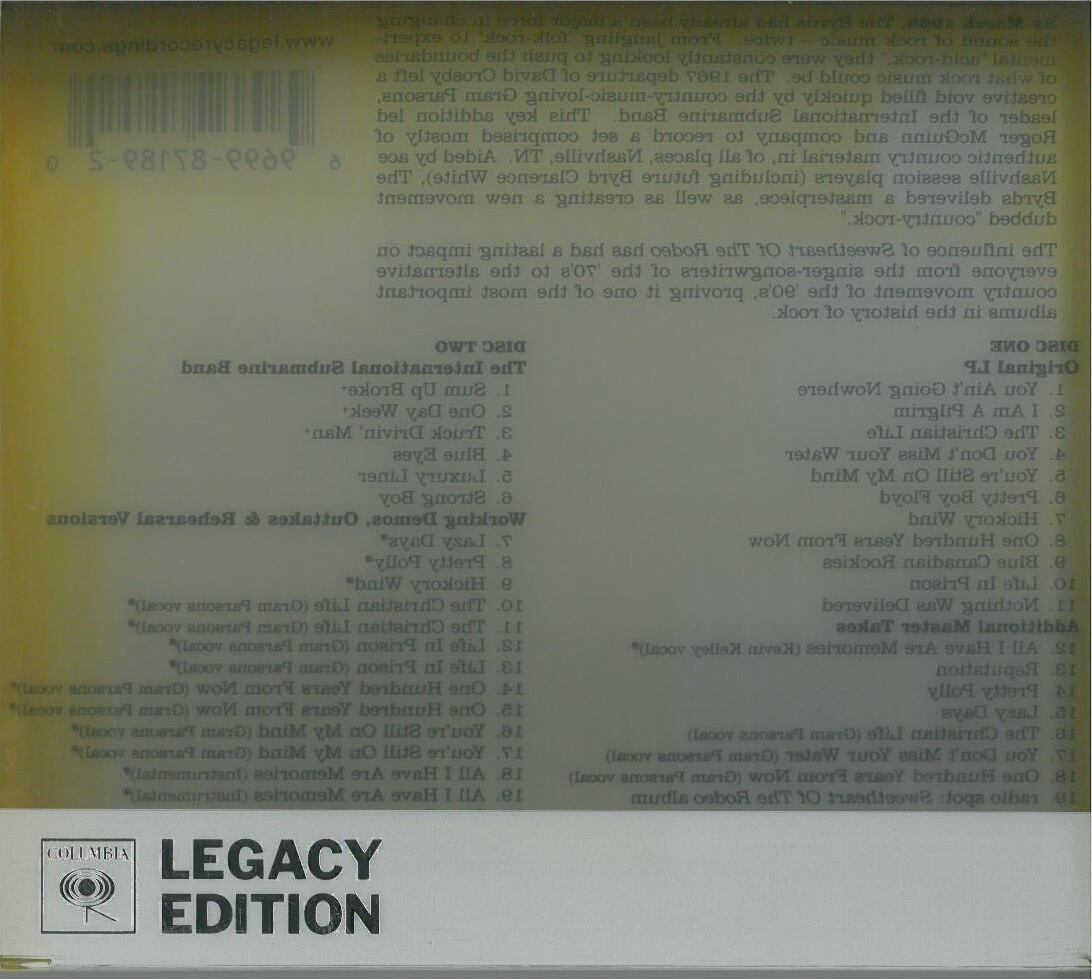 By March 1968, The Byrds had already been a major force in changing
the sound of rock music – twice. From jangling "folk-rock" to experi-
mental "acid-rock," they were constantly looking to push the boundaries
of what rock music could be. The 1967 departure of David Crosby left a
creative void filled quickly by the country-music-loving Gram Parsons,
leader of the International Submarine Band. This key addition led
Roger McGuinn and company to record a set comprised mostly of
authentic country material in, of all places, Nashville, TN. Aided by ace
Nashville session players (including future Byrd Clarence White), The
Byrds delivered a masterpiece, as well as creating a new movement
dubbed "country-rock."
The influence of Sweetheart Of The Rodeo has had a lasting impact on
everyone from the singer-songwriters of the '70's to the alternative
country movement of the '90's, proving it one of the most important
albums in the history of rock.
www.legacyrecordings.com
6 9699-87189-2 0
DISC ONE
Original LP
1. You Ain't Going Nowhere
2. I Am A Pilgrim
3. The Christian Life
4. You Don't Miss Your Water
5. You're Still On My Mind
6. Pretty Boy Floyd
7. Hickory Wind
8. One Hundred Years From Now
9. Blue Canadian Rockies
10. Life In Prison
11. Nothing Was Delivered
Additional Master Takes
12. All I Have Are Memories (Kevin Kelley vocal)*
13. Reputation
14. Pretty Polly
15. Lazy Days
16. The Christian Life (Gram Parsons vocal)
17. You Don't Miss Your Water (Gram Parsons vocal)
18. One Hundred Years From Now (Gram Parsons vocal)
19. radio spot: Sweetheart Of The Rodeo album
DISC TWO
The International Submarine Band
1. Sum Up Broke+
2. One Day Week+
3. Truck Drivin' Man+
4. Blue Eyes
5. Luxury Liner
6. Strong Boy
Working Demos, Outtakes & Rehearsal Versions
7. Lazy Days*
8. Pretty Polly*
9. Hickory Wind*
10. The Christian Life (Gram Parsons vocal)*
11. The Christian Life (Gram Parsons vocal)*
12. Life In Prison (Gram Parsons vocal)*
13. Life In Prison (Gram Parsons vocal)*
14. One Hundred Years From Now (Gram Parsons vocal)*
15. One Hundred Years From Now (Gram Parsons vocal)*
16. You're Still On My Mind (Gram Parsons vocal)*
17. You're Still On My Mind (Gram Parsons vocal)*
18. All I Have Are Memories (Instrumental)*
19. All I Have Are Memories (Instrumental)*
COLUMBIA
LEGACY
EDITION